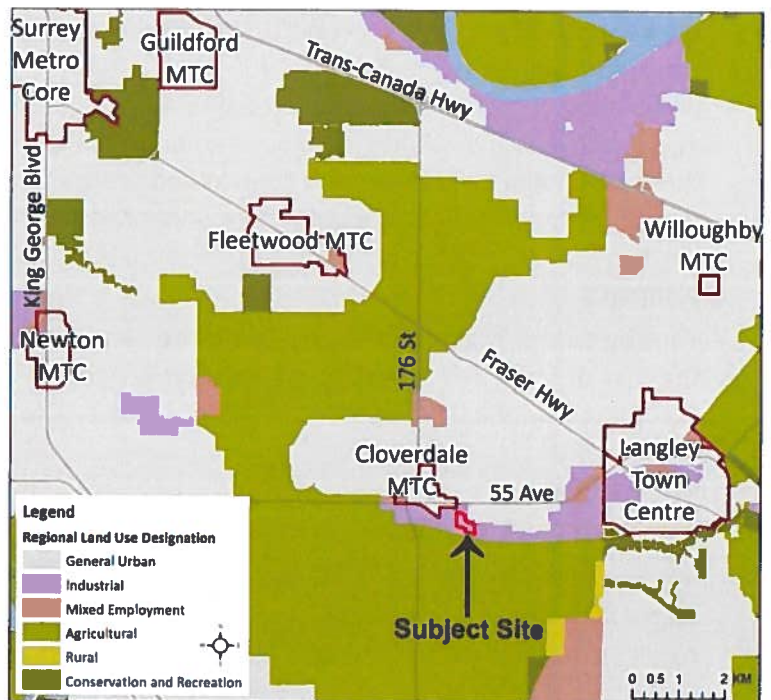 Surrey
Metro
Core
Guildford
MTC
Trans-Canada Hwy
King George Blvd
Fleetwood MTC
Willoughby
MTC
Newton
MTC
176 St
Fraser Hwy
Cloverdale
MTC
55 Ave
Langley
Town
Centre
Subject Site
Legend
Regional Land Use Designation
General Urban
Industrial
Mixed Employment
Agricultural
Rural
Conservation and Recreation
0 0.5 1 2 KM